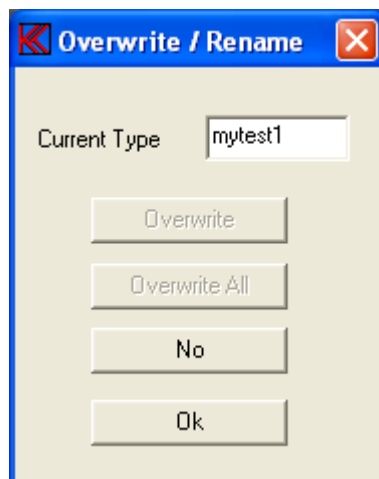 Overwrite / Rename
Current Type mytest1
Overwrite
Overwrite All
No
Ok